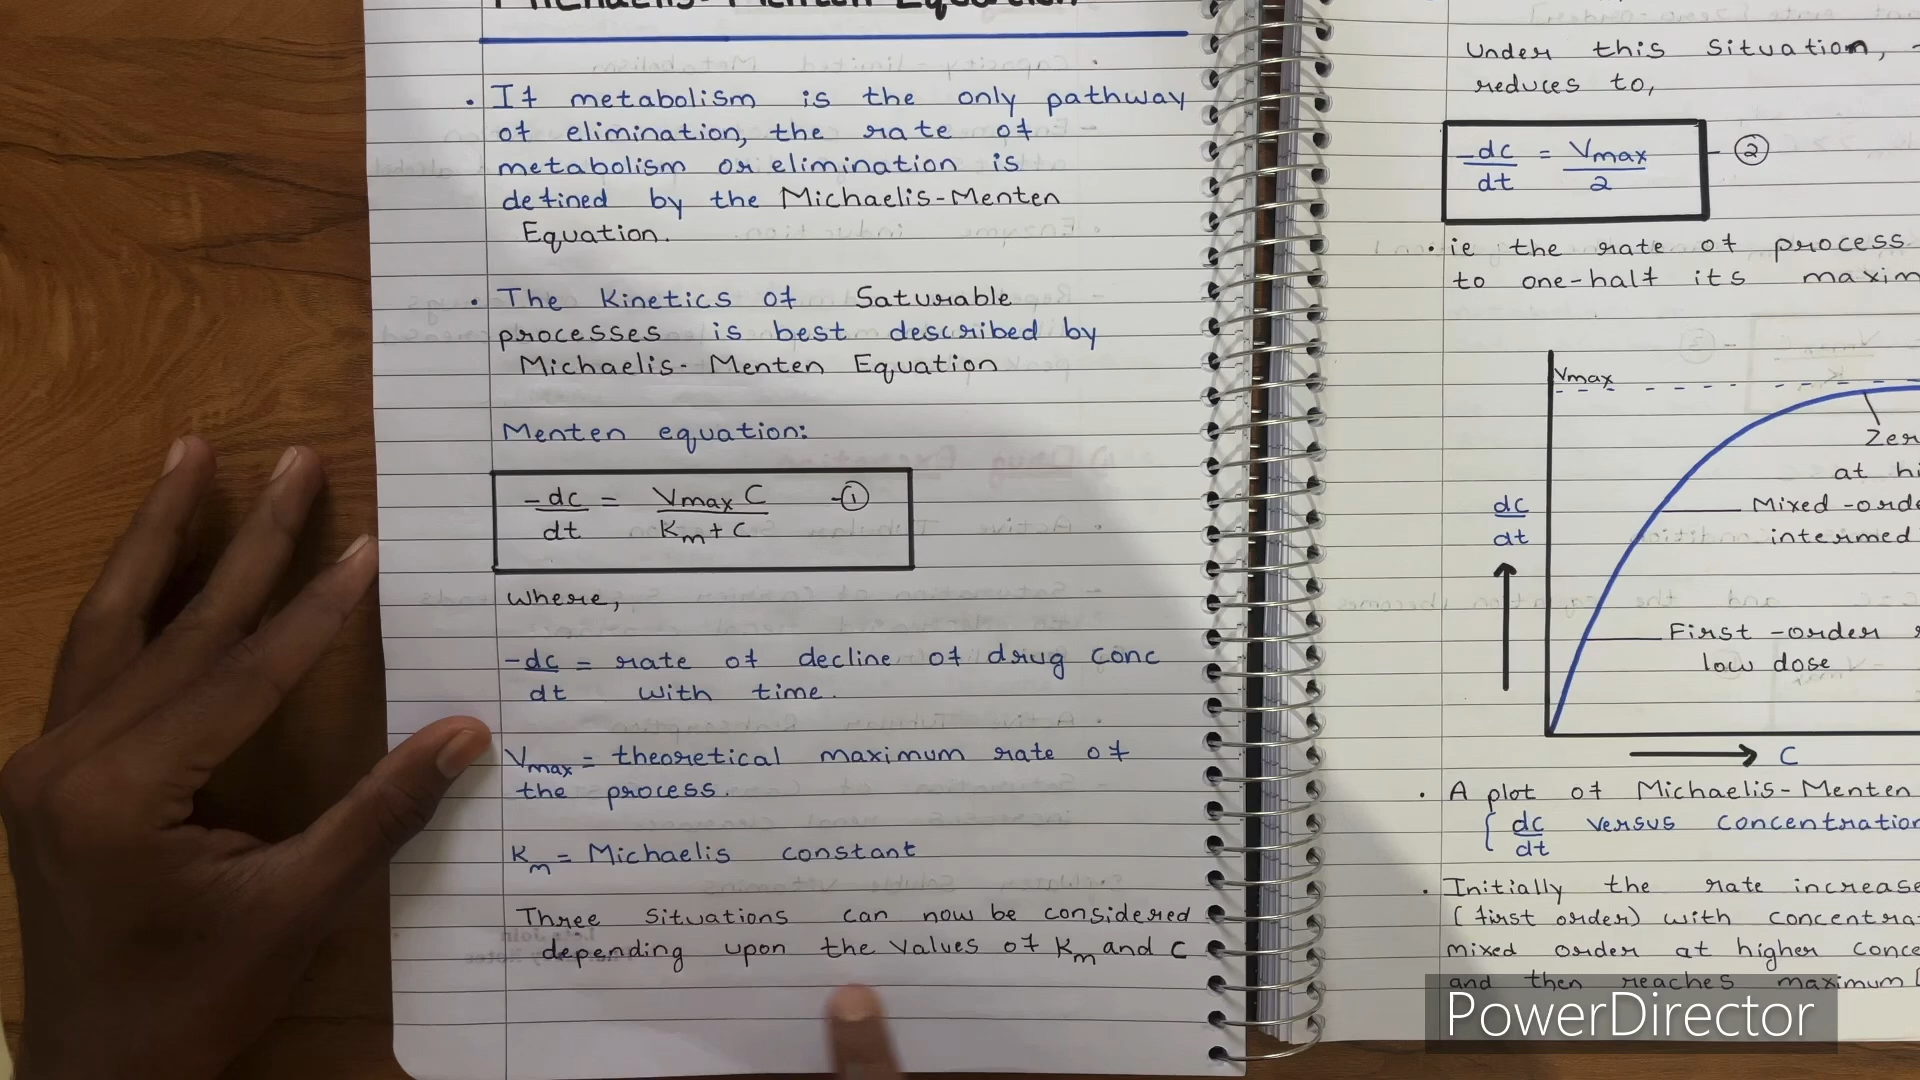 Michaelis-Menten Equation
• If metabolism is the only pathway
of elimination, the rate of
metabolism or elimination is
defined by the Michaelis-Menten
Equation.
• The Kinetics of Saturable
processes is best described by
Michaelis-Menten Equation
Menten equation:
-dc/dt = Vmax C / Km + C -①
where,
-dc/dt = rate of decline of drug conc
with time.
Vmax = theoretical maximum rate of
the process.
Km = Michaelis constant
Three situations can now be considered
depending upon the values of Km and C
Under this situation,
reduces to,
-dc/dt = Vmax/2 - ②
• ie the rate of process
to one-half its
Vmax
at
Mixed-
dc/dt
First-order
low dose
C
• A plot of Michaelis-Menten
{ dc/dt versus
• Initially the rate
(first order) with
mixed order at higher
and then reaches maximum
PowerDirector